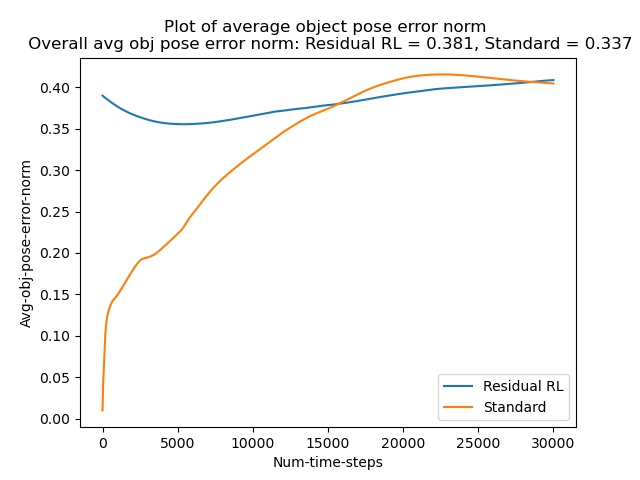 Plot of average object pose error norm
Overall avg obj pose error norm: Residual RL = 0.381, Standard = 0.337
0.40
0.35
0.30
0.25
0.20
0.15
0.10
0.05
0.00
Avg-obj-pose-error-norm
Residual RL
Standard
0 5000 10000 15000 20000 25000 30000
Num-time-steps